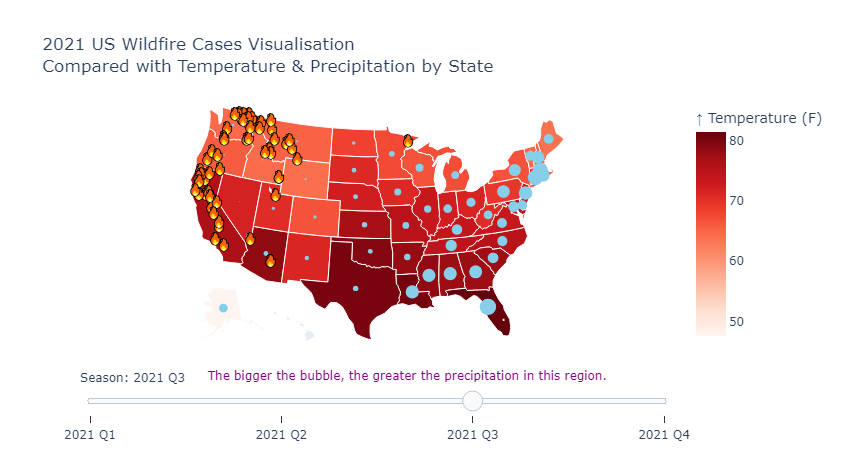 2021 US Wildfire Cases Visualisation
Compared with Temperature & Precipitation by State
↑ Temperature (F)
80
70
60
50
Season: 2021 Q3
The bigger the bubble, the greater the precipitation in this region.
2021 Q1
2021 Q2
2021 Q3
2021 Q4